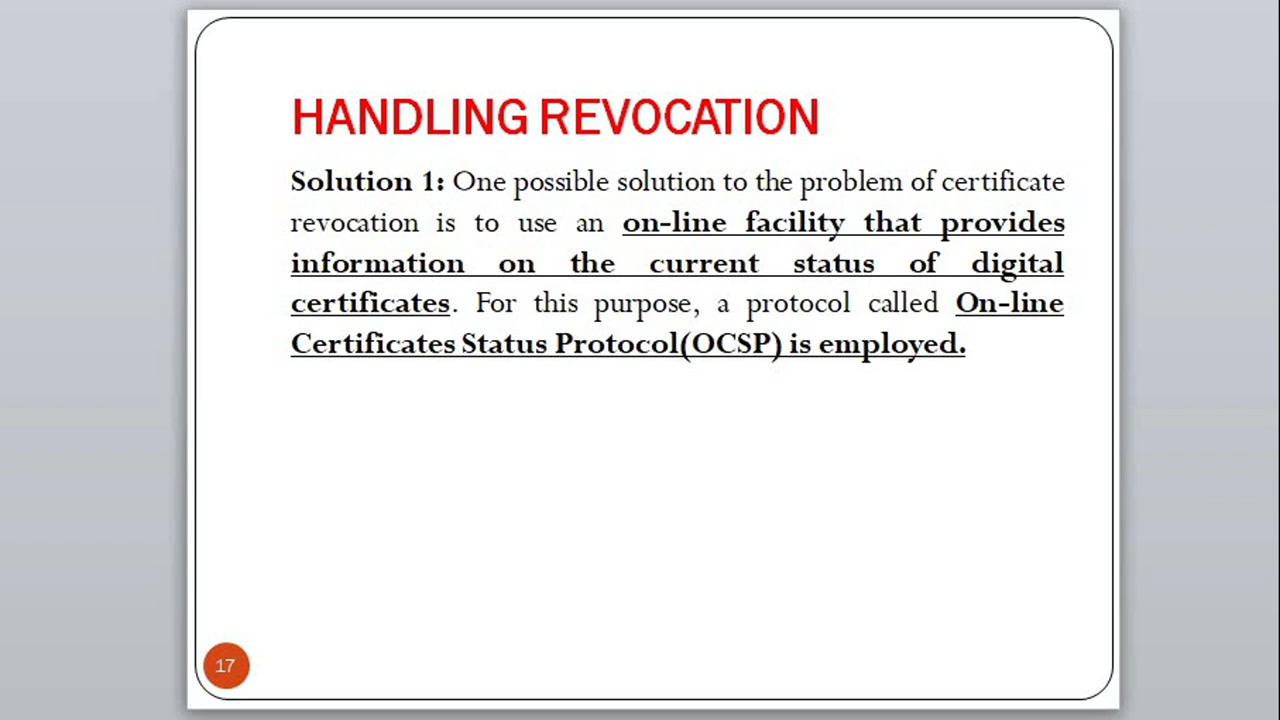 HANDLING REVOCATION
Solution 1: One possible solution to the problem of certificate
revocation is to use an on-line facility that provides
information on the current status of digital
certificates. For this purpose, a protocol called On-line
Certificates Status Protocol(OCSP) is employed.
17